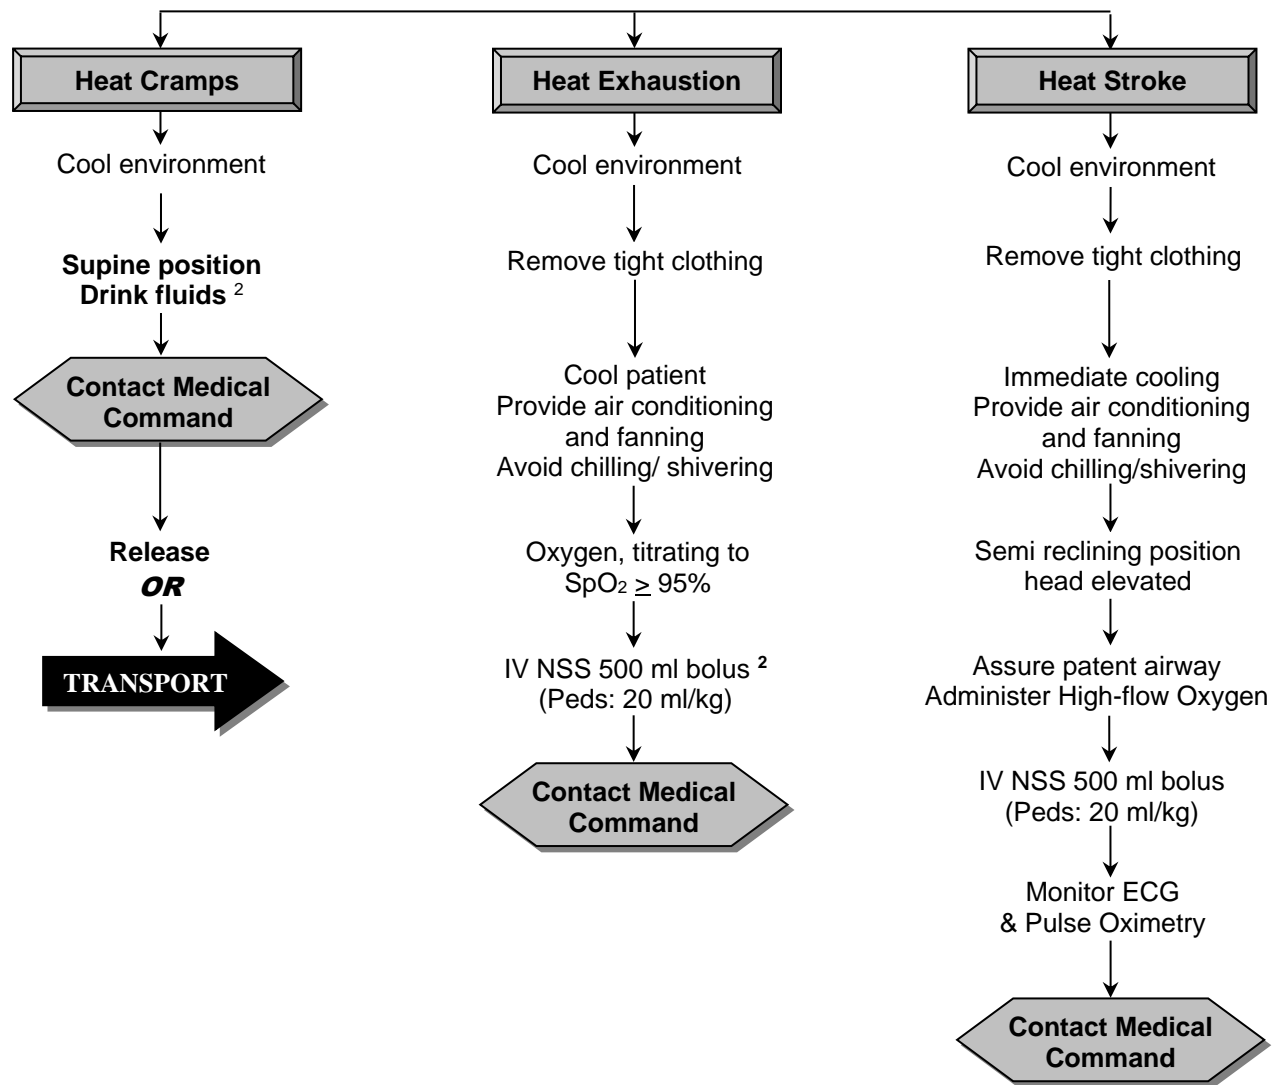 Heat Cramps
Cool environment
Supine position
Drink fluids 2
Contact Medical
Command
Release
OR
TRANSPORT
Heat Exhaustion
Cool environment
Remove tight clothing
Cool patient
Provide air conditioning
and fanning
Avoid chilling/ shivering
Oxygen, titrating to
SpO2 ≥ 95%
IV NSS 500 ml bolus 2
(Peds: 20 ml/kg)
Contact Medical
Command
Heat Stroke
Cool environment
Remove tight clothing
Immediate cooling
Provide air conditioning
and fanning
Avoid chilling/shivering
Semi reclining position
head elevated
Assure patent airway
Administer High-flow Oxygen
IV NSS 500 ml bolus
(Peds: 20 ml/kg)
Monitor ECG
& Pulse Oximetry
Contact Medical
Command